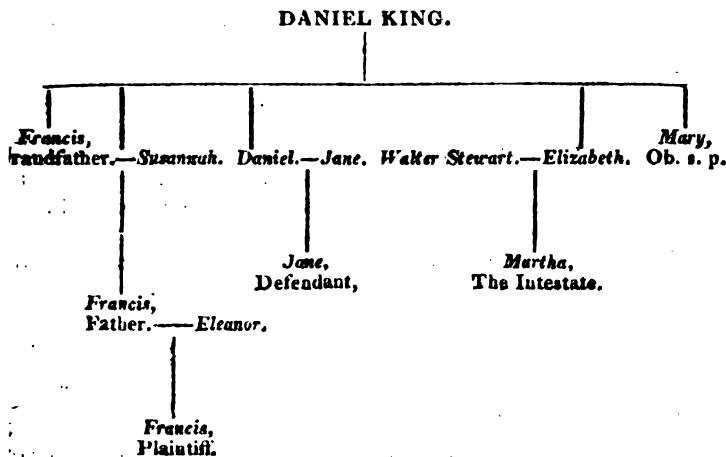 DANIEL KING.
Francis,
randfather.—Susannah. Daniel.—Jane. Walter Stewart.—Elizabeth.
Mary,
Ob. s. p.
Jane,
Defendant,
Martha,
The Intestate.
Francis,
Father.—Eleanor.
Francis,
Plaintiff.